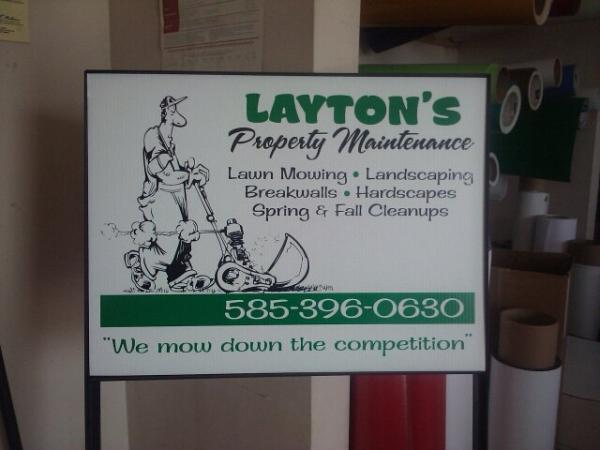 LAYTON'S
Property Maintenance
Lawn Mowing • Landscaping
Breakwalls • Hardscapes
Spring & Fall Cleanups
585-396-0630
"We mow down the competition"